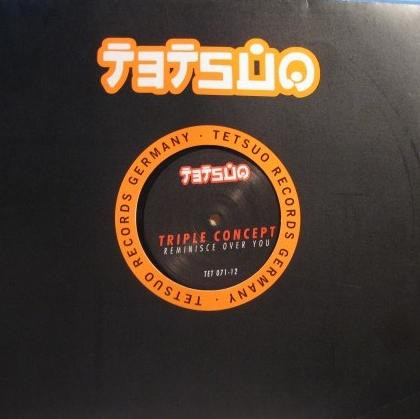 TETSUO
TETSUO RECORDS GERMANY · TETSUO RECORDS GERMANY ·
TETSUO
TRIPLE CONCEPT
REMINISCE OVER YOU
TET 071-12